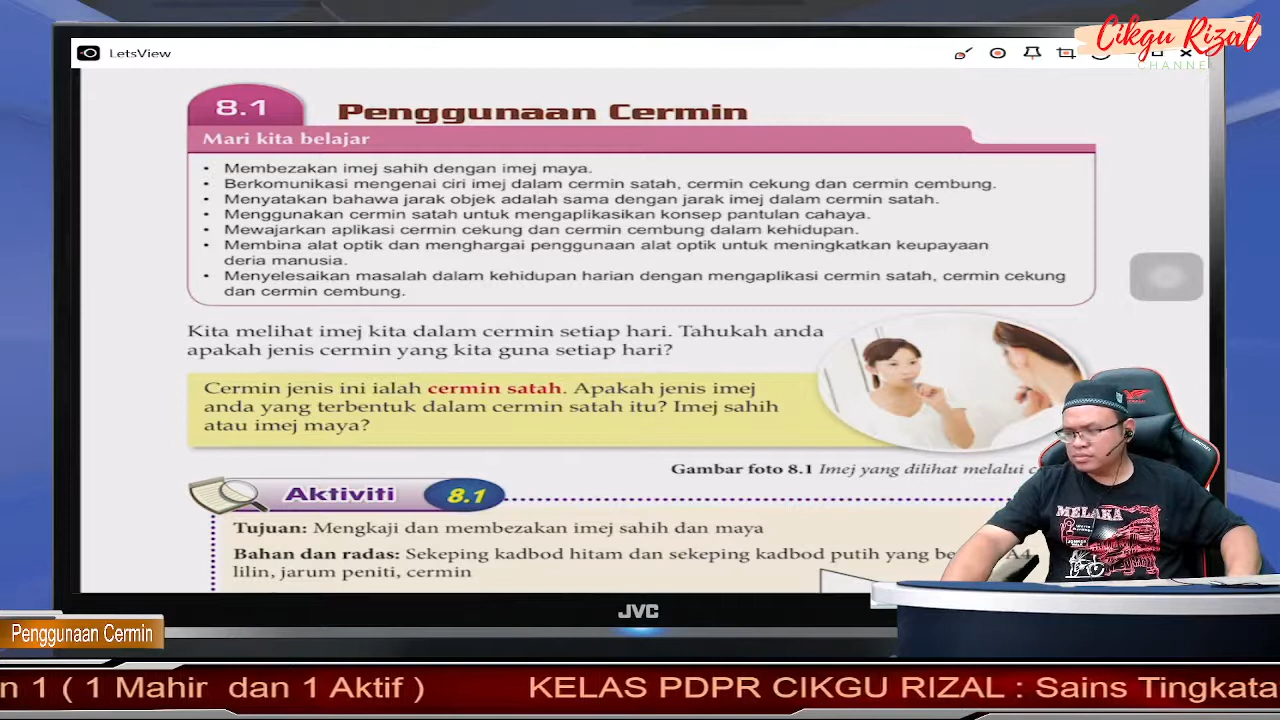 Cikgu Rizal
CHANNE
LetsView
8.1
Penggunaan Cermin
Mari kita belajar
• Membezakan imej sahih dengan imej maya.
• Berkomunikasi mengenai ciri imej dalam cermin satah, cermin cekung dan cermin cembung.
• Menyatakan bahawa jarak objek adalah sama dengan jarak imej dalam cermin satah.
• Menggunakan cermin satah untuk mengaplikasikan konsep pantulan cahaya.
• Mewajarkan aplikasi cermin cekung dan cermin cembung dalam kehidupan.
• Membina alat optik dan menghargai penggunaan alat optik untuk meningkatkan keupayaan
deria manusia.
• Menyelesaikan masalah dalam kehidupan harian dengan mengaplikasi cermin satah, cermin cekung
dan cermin cembung.
Kita melihat imej kita dalam cermin setiap hari. Tahukah anda
apakah jenis cermin yang kita guna setiap hari?
Cermin jenis ini ialah cermin satah. Apakah jenis imej
anda yang terbentuk dalam cermin satah itu? Imej sahih
atau imej maya?
Gambar foto 8.1 Imej yang dilihat melalui c
Aktiviti 8.1
Tujuan: Mengkaji dan membezakan imej sahih dan maya
Bahan dan radas: Sekeping kadbod hitam dan sekeping kadbod putih yang be A4
lilin, jarum peniti, cermin
MELAKA
JVC
Penggunaan Cermin
n 1 ( 1 Mahir dan 1 Aktif ) KELAS PDPR CIKGU RIZAL : Sains Tingkata